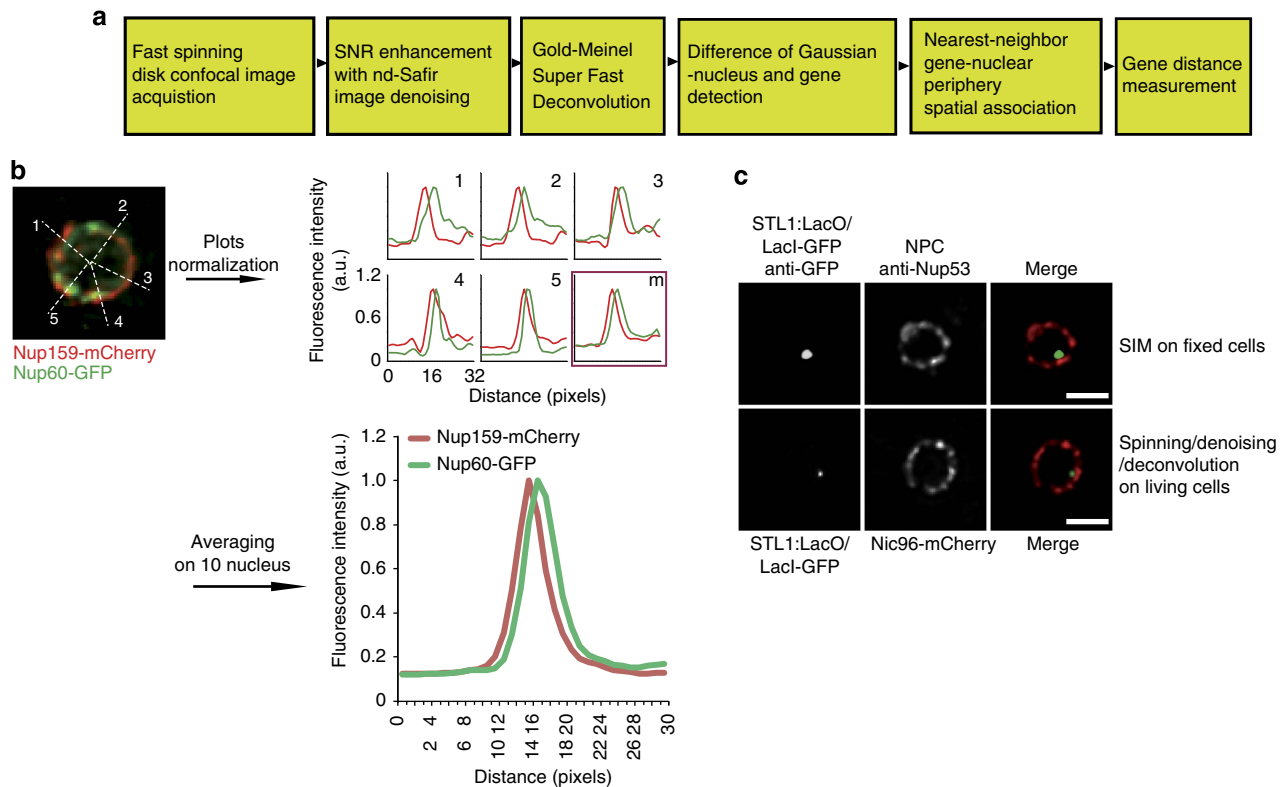 a
Fast spinning
disk confocal image
acquistion
SNR enhancement
with nd-Safir
image denoising
Gold-Meinel
Super Fast
Deconvolution
Difference of Gaussian
-nucleus and gene
detection
Nearest-neighbor
gene-nuclear
periphery
spatial association
Gene distance
measurement
b
1
2
3
4
5
Nup159-mCherry
Nup60-GFP
Plots
normalization
Fluorescence intensity
(a.u.)
1
2
3
4
5
m
1.2
0.6
0
0
16
32
Distance (pixels)
Averaging
on 10 nucleus
Fluorescence intensity (a.u.)
1.2
1.0
0.8
0.6
0.4
0.2
0
Nup159-mCherry
Nup60-GFP
0
2
4
6
8
10
12
14
16
18
20
22
24
26
28
30
Distance (pixels)
c
STL1:LacO/
LacI-GFP
anti-GFP
NPC
anti-Nup53
Merge
SIM on fixed cells
Spinning/denoising
/deconvolution
on living cells
STL1:LacO/
LacI-GFP
Nic96-mCherry
Merge